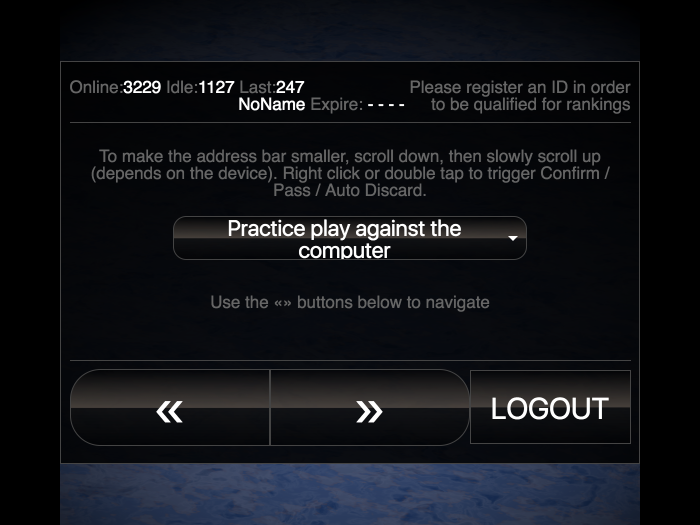 Online:3229 Idle:1127 Last:247
NoName Expire: - - - -
Please register an ID in order
to be qualified for rankings
To make the address bar smaller, scroll down, then slowly scroll up
(depends on the device). Right click or double tap to trigger Confirm /
Pass / Auto Discard.
Practice play against the
computer
Use the «» buttons below to navigate
« » LOGOUT